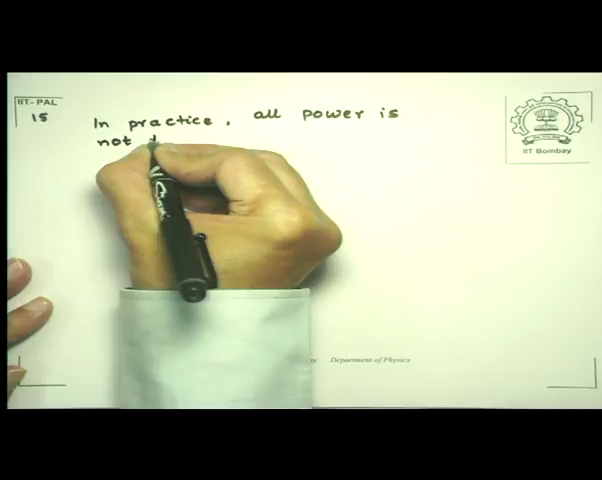 IIT- PAL
15
In practice, all power is
not
IIT Bombay
Department of Physics